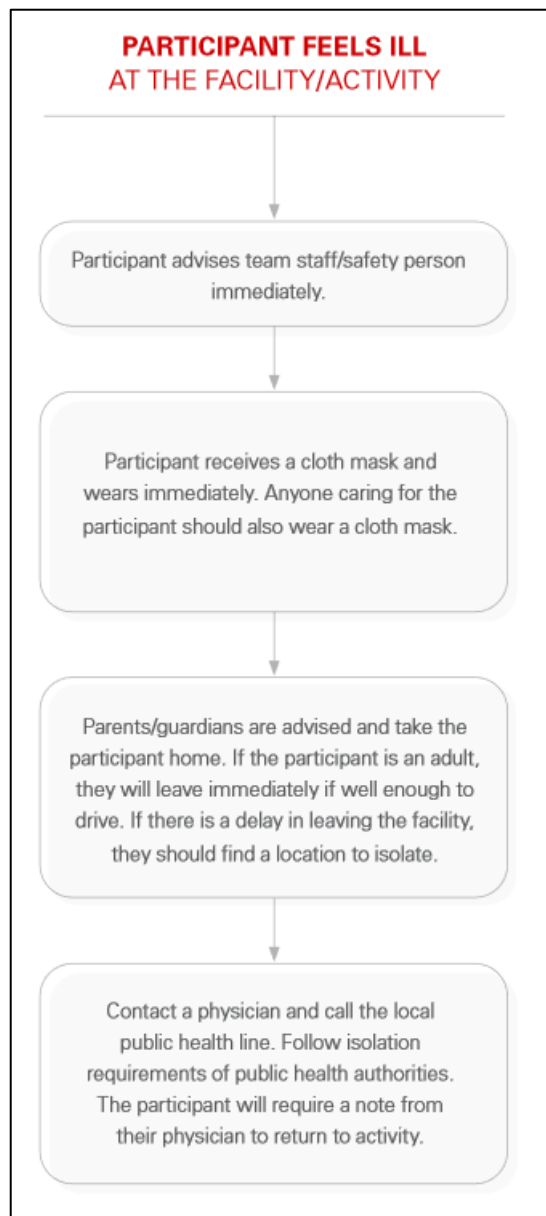 PARTICIPANT FEELS ILL
AT THE FACILITY/ACTIVITY
Participant advises team staff/safety person
immediately.
Participant receives a cloth mask and
wears immediately. Anyone caring for the
participant should also wear a cloth mask.
Parents/guardians are advised and take the
participant home. If the participant is an adult,
they will leave immediately if well enough to
drive. If there is a delay in leaving the facility,
they should find a location to isolate.
Contact a physician and call the local
public health line. Follow isolation
requirements of public health authorities.
The participant will require a note from
their physician to return to activity.